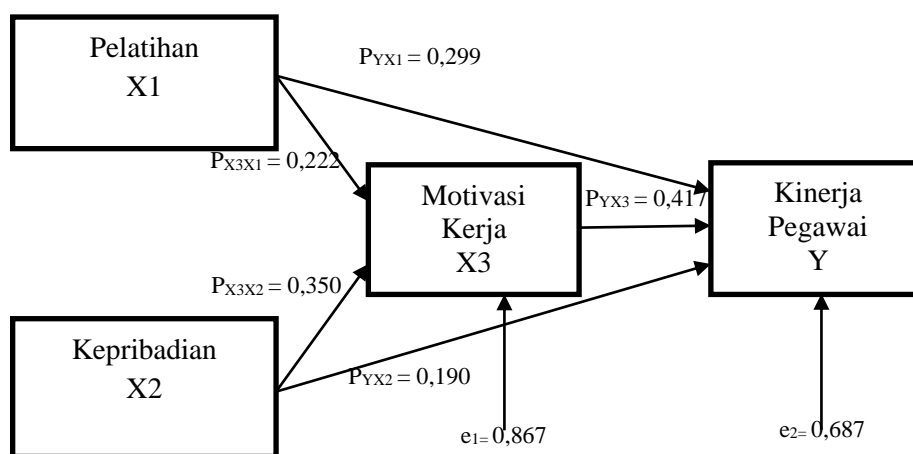 Pelatihan
X1
PYX1 = 0,299
PX3X1 = 0,222
Motivasi
Kerja
X3
PYX3 = 0,417
Kinerja
Pegawai
Y
PX3X2 = 0,350
Kepribadian
X2
PYX2 = 0,190
e1= 0,867
e2= 0,687